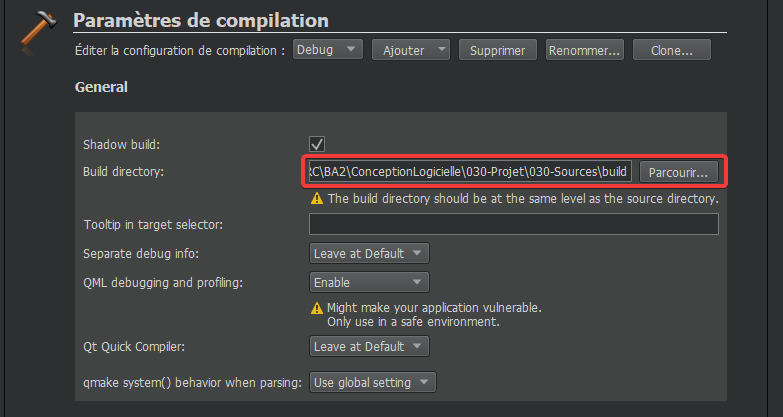 Paramètres de compilation
Éditer la configuration de compilation : Debug Ajouter Supprimer Renommer... Clone...
General
Shadow build:
Build directory: \BA2\ConceptionLogicielle\030-Projet\030-Sources\build Parcourir...
The build directory should be at the same level as the source directory.
Tooltip in target selector:
Separate debug info: Leave at Default
QML debugging and profiling: Enable
Might make your application vulnerable.
Only use in a safe environment.
Qt Quick Compiler: Leave at Default
qmake system() behavior when parsing: Use global setting